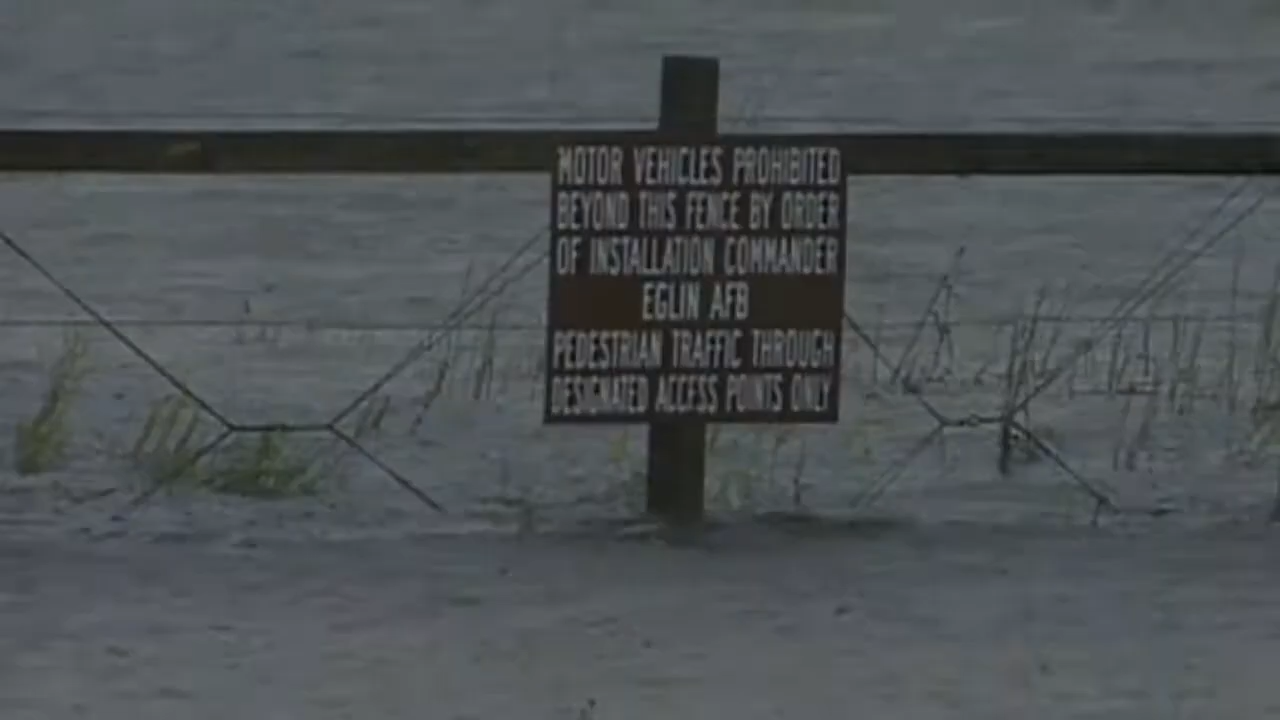 MOTOR VEHICLES PROHIBITED
BEYOND THIS FENCE BY ORDER
OF INSTALLATION COMMANDER
EGLIN AFB
PEDESTRIAN TRAFFIC THROUGH
DESIGNATED ACCESS POINTS ONLY